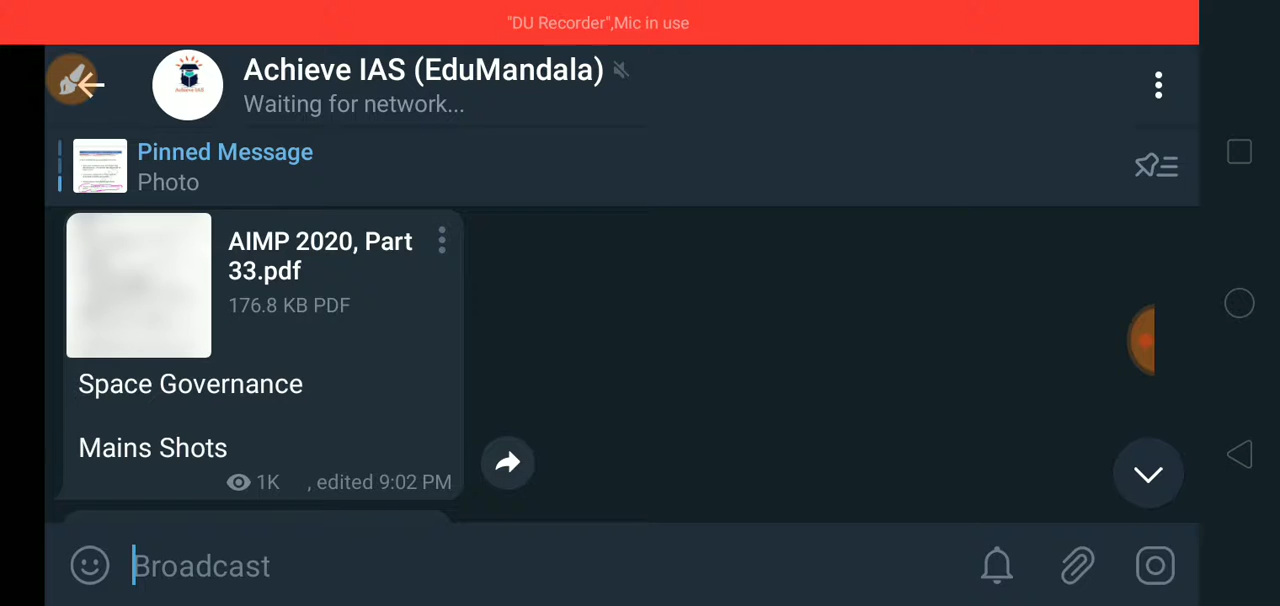 "DU Recorder",Mic in use
Achieve IAS (EduMandala)
Waiting for network...
Pinned Message
Photo
AIMP 2020, Part
33.pdf
176.8 KB PDF
Space Governance
Mains Shots
1K , edited 9:02 PM
Broadcast